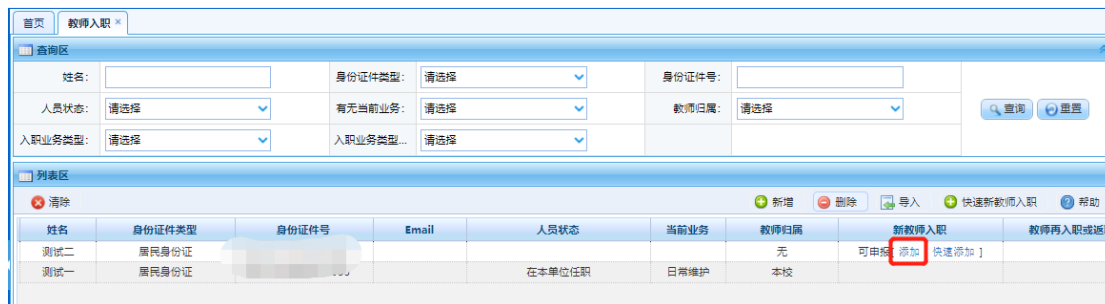 首页 教师入职 ×
查询区
姓名: 身份证件类型: 请选择 身份证件号:
人员状态: 请选择 有无当前业务: 请选择 教师归属: 请选择 查询 重置
入职业务类型: 请选择 入职业务类型... 请选择
列表区
清除 新增 删除 导入 快速新教师入职 帮助
姓名 身份证件类型 身份证件号 Email 人员状态 当前业务 教师归属 新教师入职 教师再入职或返
测试二 居民身份证 无 可申报[ 添加 快速添加 ]
测试一 居民身份证 在本单位任职 日常维护 本校